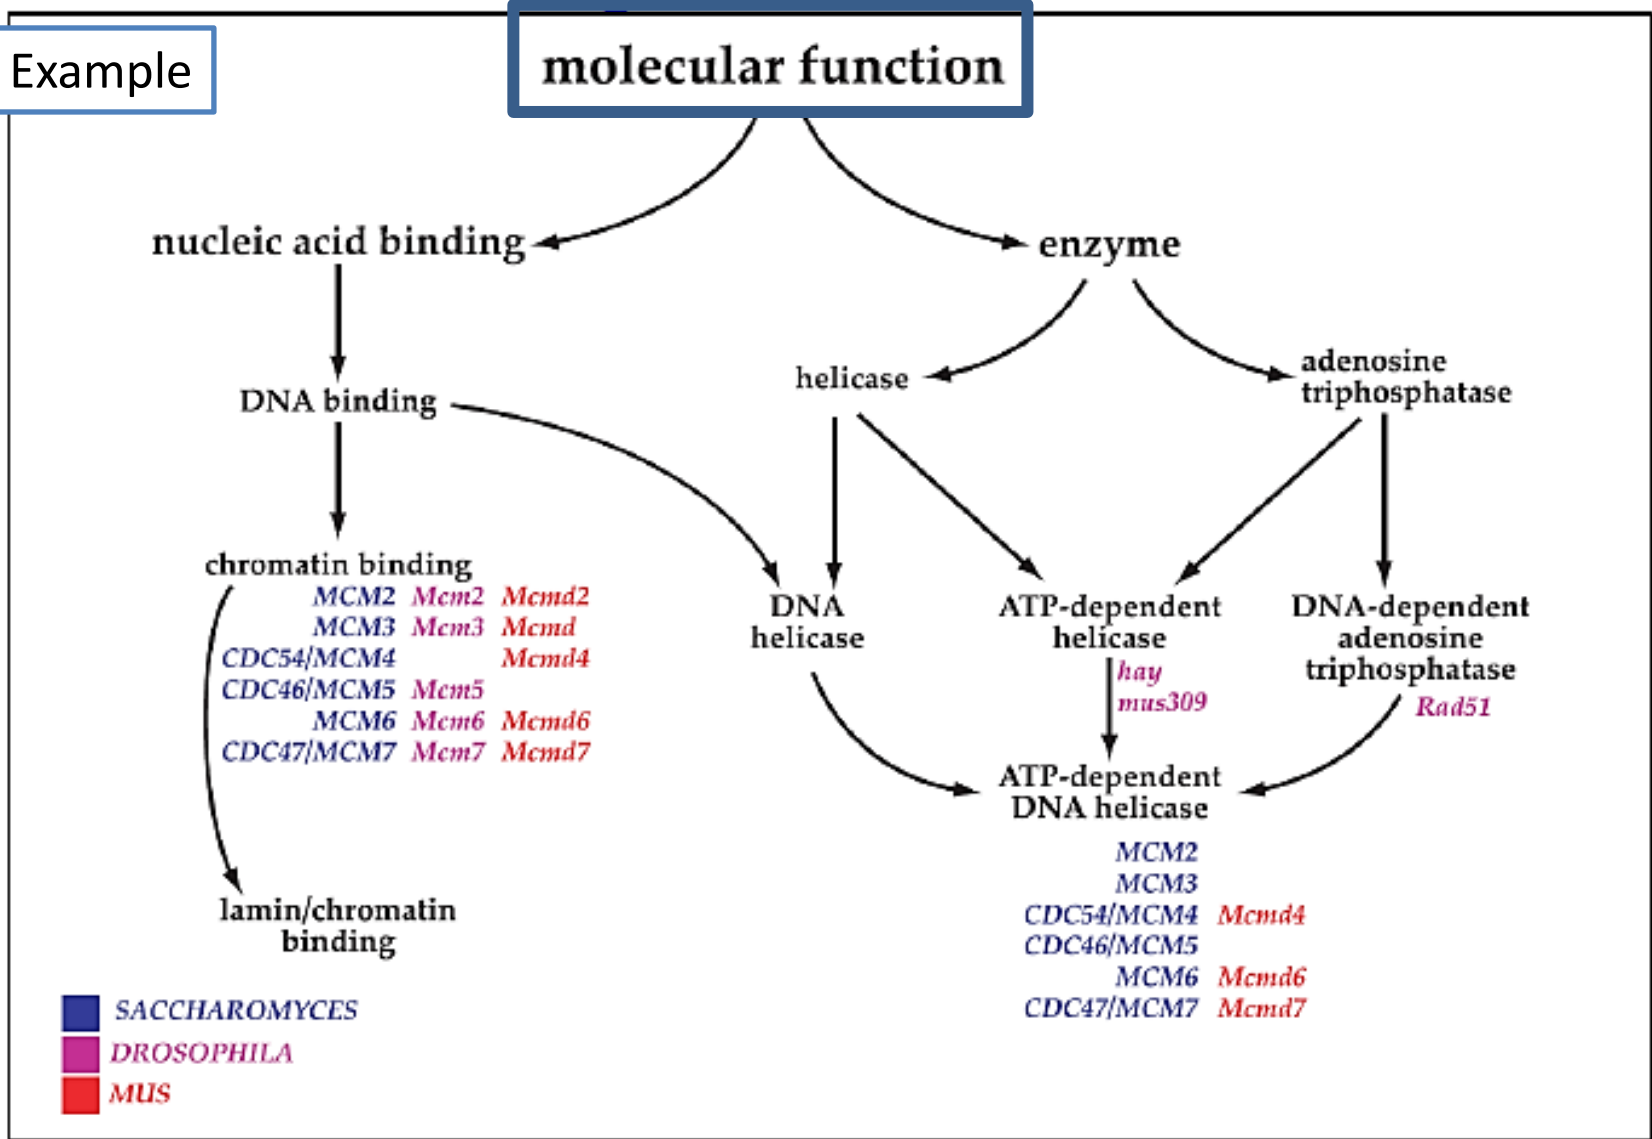 Example
molecular function
nucleic acid binding
enzyme
helicase
adenosine
triphosphatase
DNA binding
chromatin binding
MCM2 Mcm2 Mcmd2
MCM3 Mcm3 Mcmd
CDC54/MCM4 Mcmd4
CDC46/MCM5 Mcm5
MCM6 Mcm6 Mcmd6
CDC47/MCM7 Mcm7 Mcmd7
DNA
helicase
ATP-dependent
helicase
hay
mus309
DNA-dependent
adenosine
triphosphatase
Rad51
ATP-dependent
DNA helicase
MCM2
MCM3
CDC54/MCM4 Mcmd4
CDC46/MCM5
MCM6 Mcmd6
CDC47/MCM7 Mcmd7
lamin/chromatin
binding
SACCHAROMYCES
DROSOPHILA
MUS